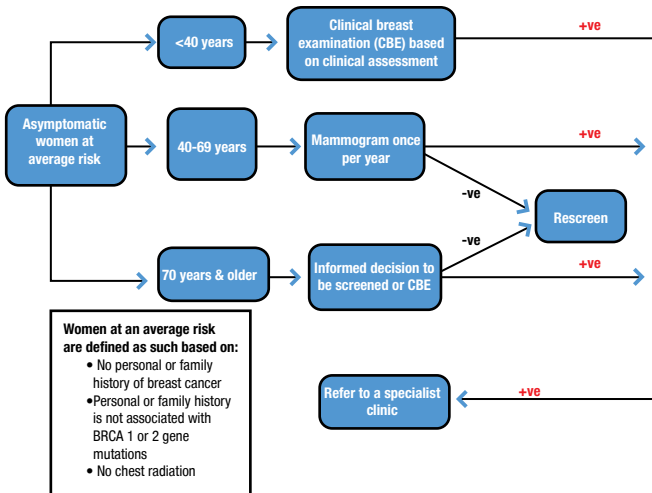 <40 years
Clinical breast
examination (CBE) based
on clinical assessment
+ve
Asymptomatic
women at
average risk
40-69 years
Mammogram once
per year
+ve
-ve
Rescreen
-ve
70 years & older
Informed decision to
be screened or CBE
+ve
Women at an average risk
are defined as such based on:
• No personal or family
history of breast cancer
•Personal or family history
is not associated with
BRCA 1 or 2 gene
mutations
• No chest radiation
Refer to a specialist
clinic
+ve